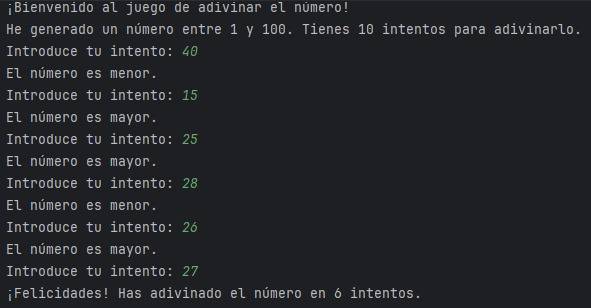 ¡Bienvenido al juego de adivinar el número!
He generado un número entre 1 y 100. Tienes 10 intentos para adivinarlo.
Introduce tu intento: 40
El número es menor.
Introduce tu intento: 15
El número es mayor.
Introduce tu intento: 25
El número es mayor.
Introduce tu intento: 28
El número es menor.
Introduce tu intento: 26
El número es mayor.
Introduce tu intento: 27
¡Felicidades! Has adivinado el número en 6 intentos.